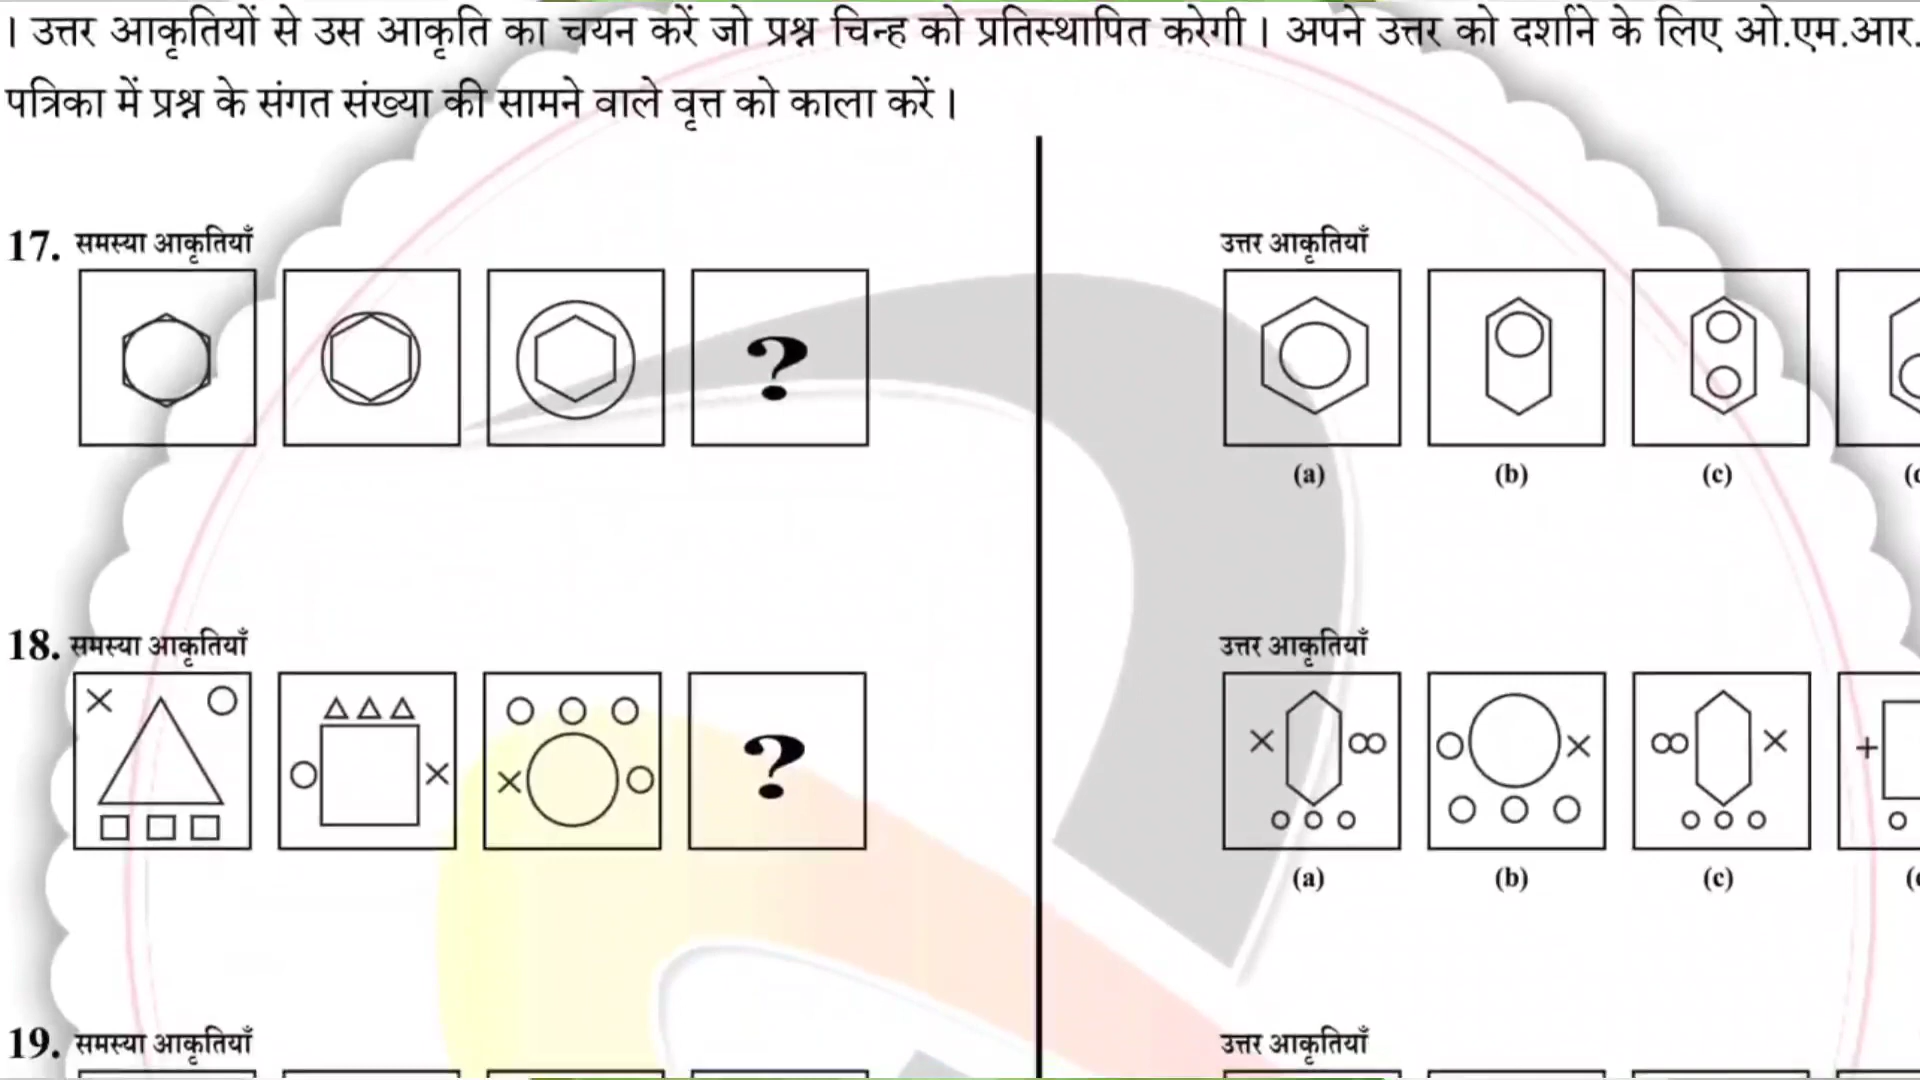 । उत्तर आकृतियों से उस आकृति का चयन करें जो प्रश्न चिन्ह को प्रतिस्थापित करेगी । अपने उत्तर को दर्शाने के लिए ओ.एम.आर.
पत्रिका में प्रश्न के संगत संख्या की सामने वाले वृत्त को काला करें ।
17. समस्या आकृतियाँ
उत्तर आकृतियाँ
?
(a) (b) (c)
18. समस्या आकृतियाँ
उत्तर आकृतियाँ
?
(a) (b) (c)
19. समस्या आकृतियाँ
उत्तर आकृतियाँ